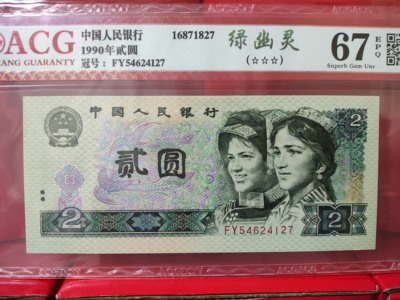 ACG
ANG GUARANTY
中国人民银行
1990年贰圆
冠号: FY54624127
16871827
绿幽灵
(☆☆☆)
67 EPQ
Superb Gem Unc
中国人民银行
2
贰圆
2
FY54624127
2